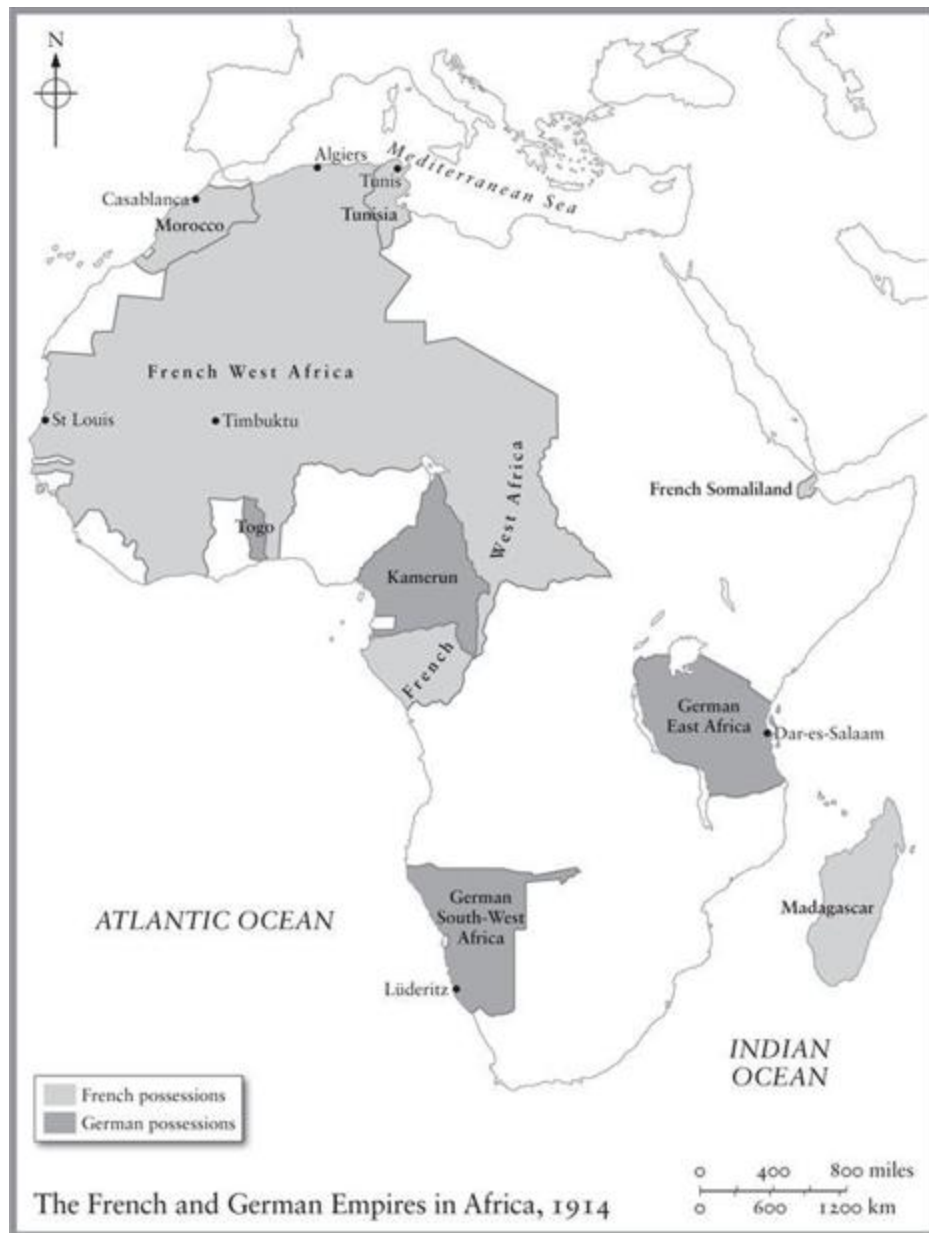 N
Algiers
Mediterranean Sea
Tunis
Casablanca
Morocco
Tunisia
French West Africa
St Louis
Timbuktu
West Africa
French Somaliland
Togo
Kamerun
French
German
East Africa
Dar-es-Salaam
German
South-West
Africa
Madagascar
ATLANTIC OCEAN
Lüderitz
INDIAN
OCEAN
French possessions
German possessions
0 400 800 miles
0 600 1200 km
The French and German Empires in Africa, 1914